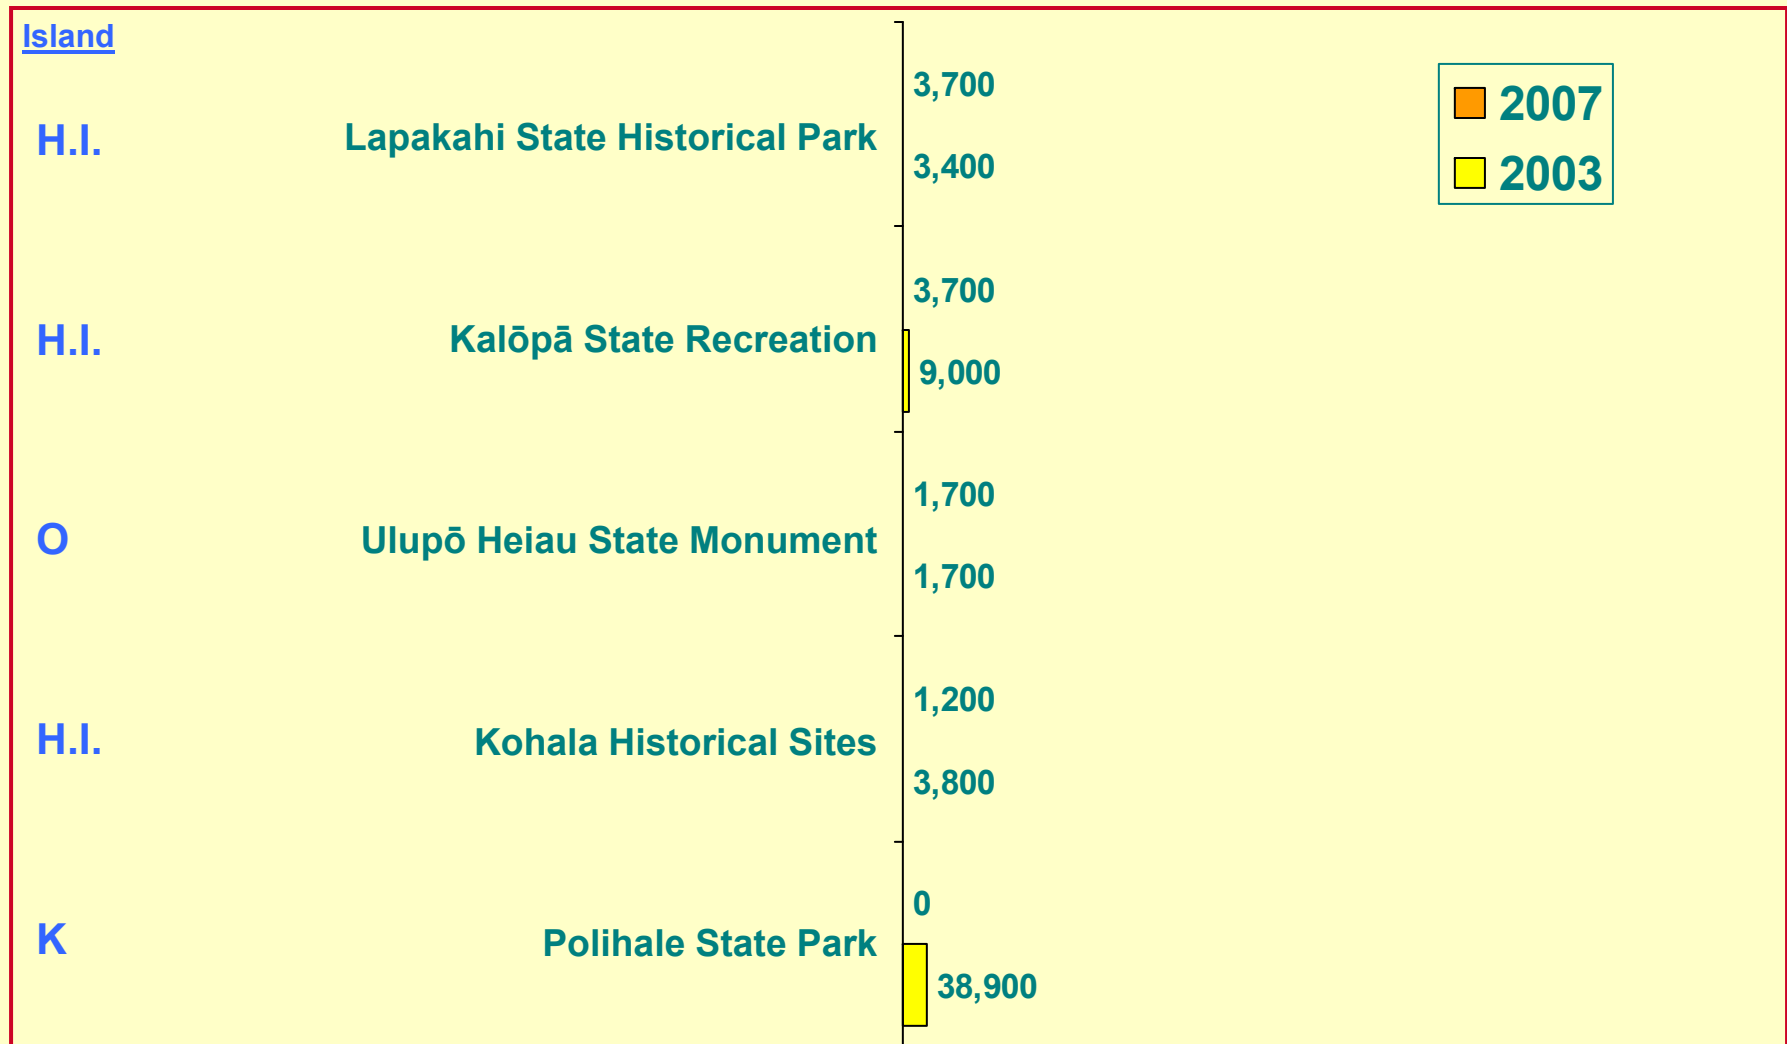 Island
3,700
2007
H.I.
Lapakahi State Historical Park
3,400
2003
3,700
H.I.
Kalōpā State Recreation
9,000
1,700
O
Ulupō Heiau State Monument
1,700
1,200
H.I.
Kohala Historical Sites
3,800
0
K
Polihale State Park
38,900